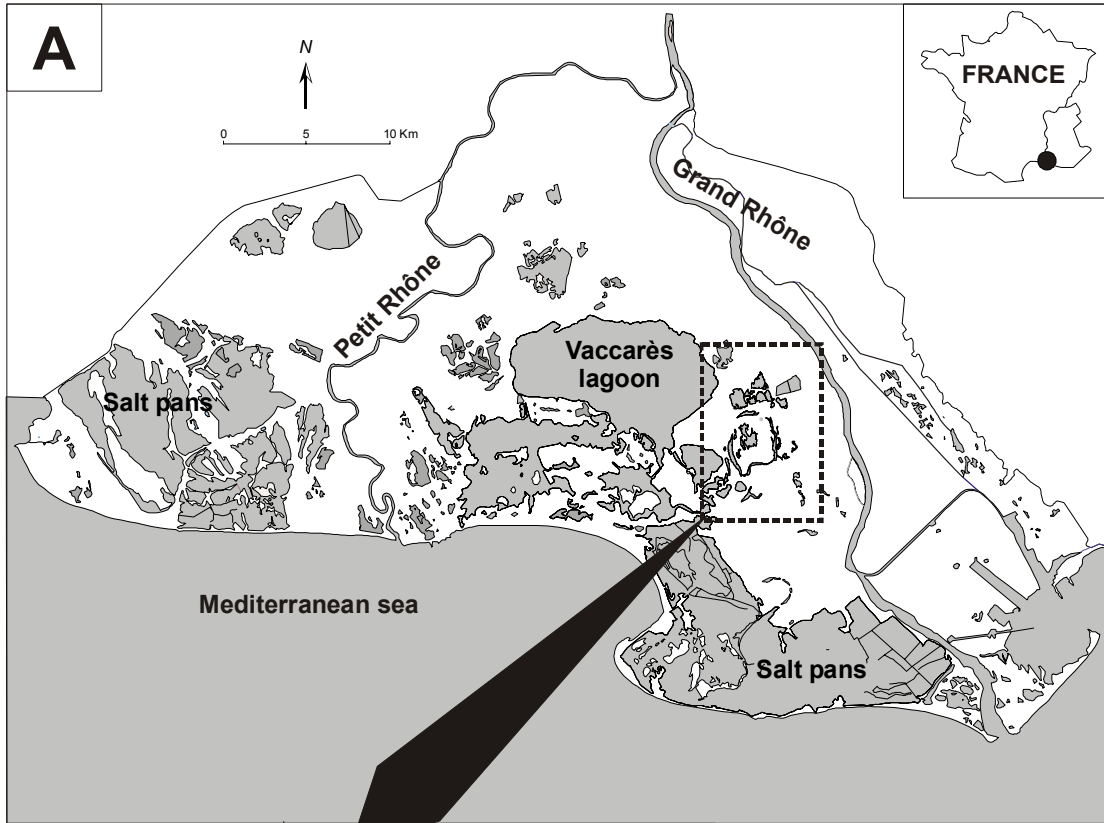 A
N
0 5 10 Km
FRANCE
Grand Rhône
Petit Rhône
Vaccarès
lagoon
Salt pans
Mediterranean sea
Salt pans